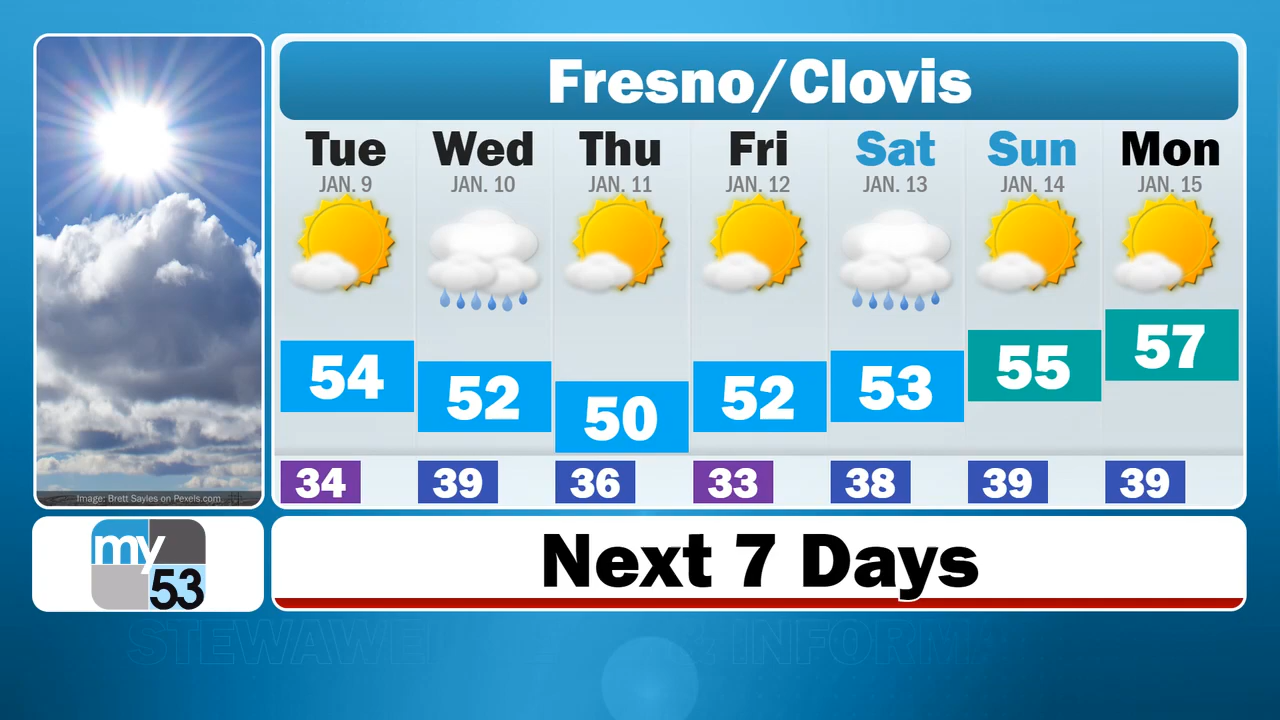 Fresno/Clovis
Tue Wed Thu Fri Sat Sun Mon
JAN. 9 JAN. 10 JAN. 11 JAN. 12 JAN. 13 JAN. 14 JAN. 15
54 52 50 52 53 55 57
34 39 36 33 38 39 39
Image: Brett Sayles on Pexels.com
my
53
Next 7 Days